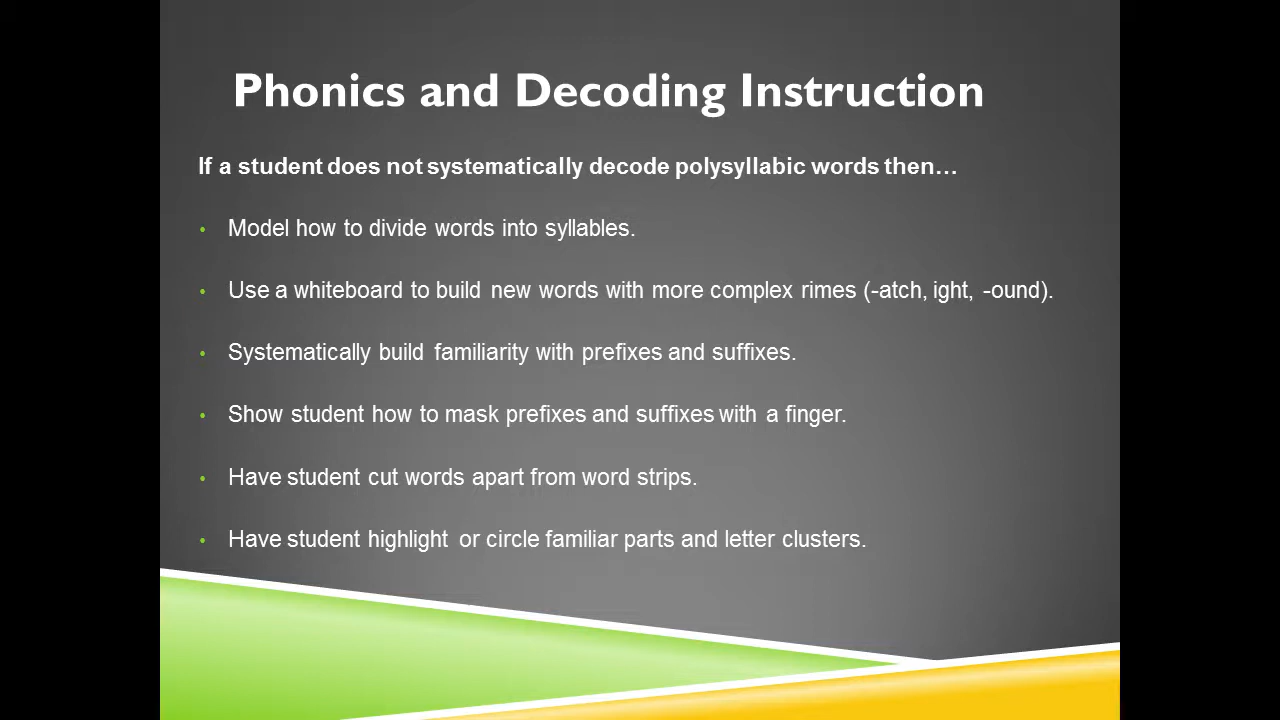 Phonics and Decoding Instruction
If a student does not systematically decode polysyllabic words then…
• Model how to divide words into syllables.
• Use a whiteboard to build new words with more complex rimes (-atch, ight, -ound).
• Systematically build familiarity with prefixes and suffixes.
• Show student how to mask prefixes and suffixes with a finger.
• Have student cut words apart from word strips.
• Have student highlight or circle familiar parts and letter clusters.